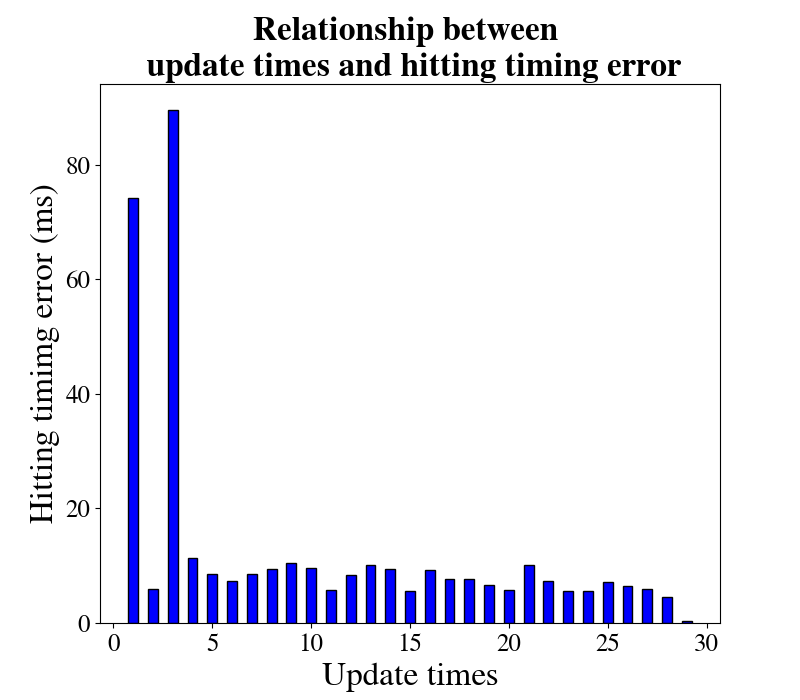 Relationship between
update times and hitting timing error
Hitting timimg error (ms)
80
60
40
20
0
0 5 10 15 20 25 30
Update times